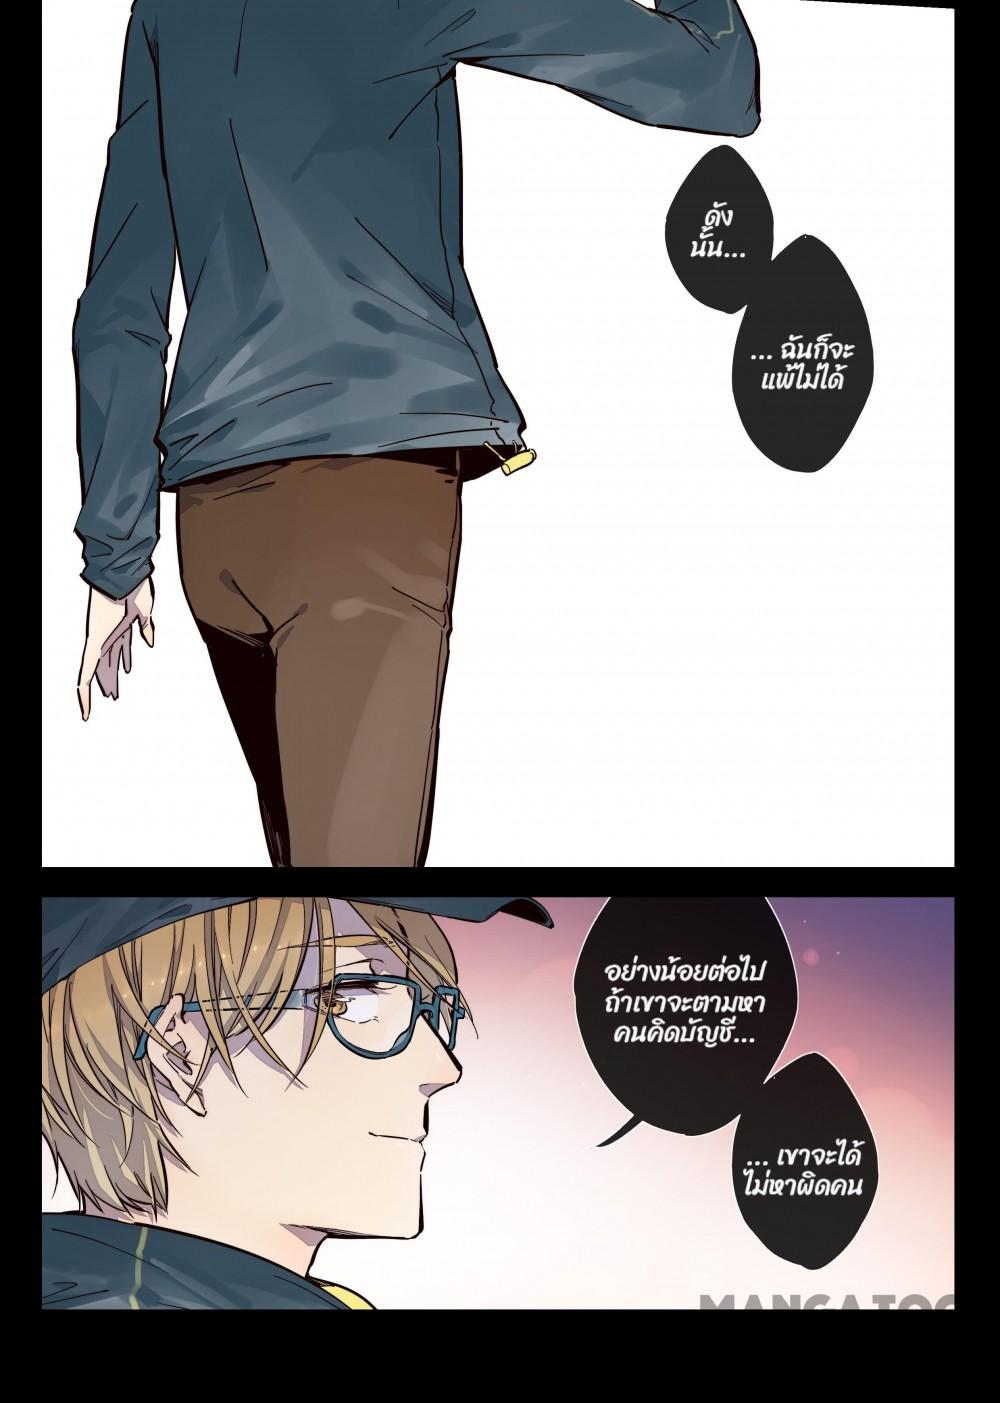 ดัง
นั้น...
... ฉันก็จะ
แพ้ไม่ได้
อย่างน้อยต่อไป
ถ้าเขาจะตามหา
คนคิดบัญชี...
... เขาจะได้
ไม่หาผิดคน
MANGATOO